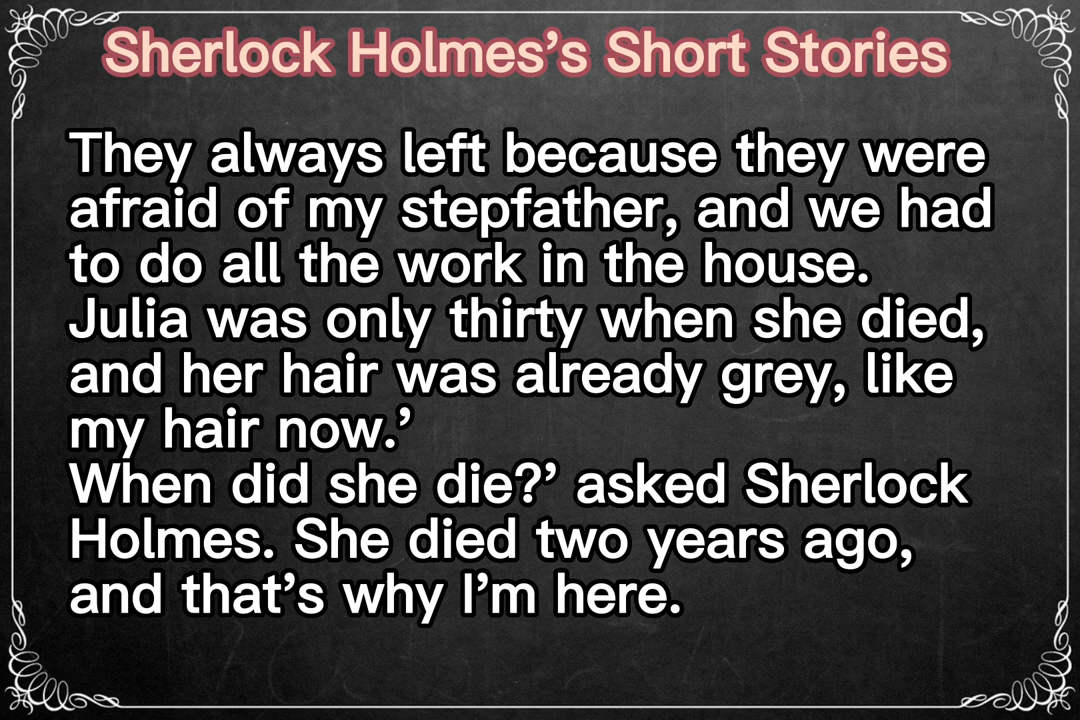 Sherlock Holmes’s Short Stories
They always left because they were
afraid of my stepfather, and we had
to do all the work in the house.
Julia was only thirty when she died,
and her hair was already grey, like
my hair now.’
When did she die?’ asked Sherlock
Holmes. She died two years ago,
and that’s why I’m here.